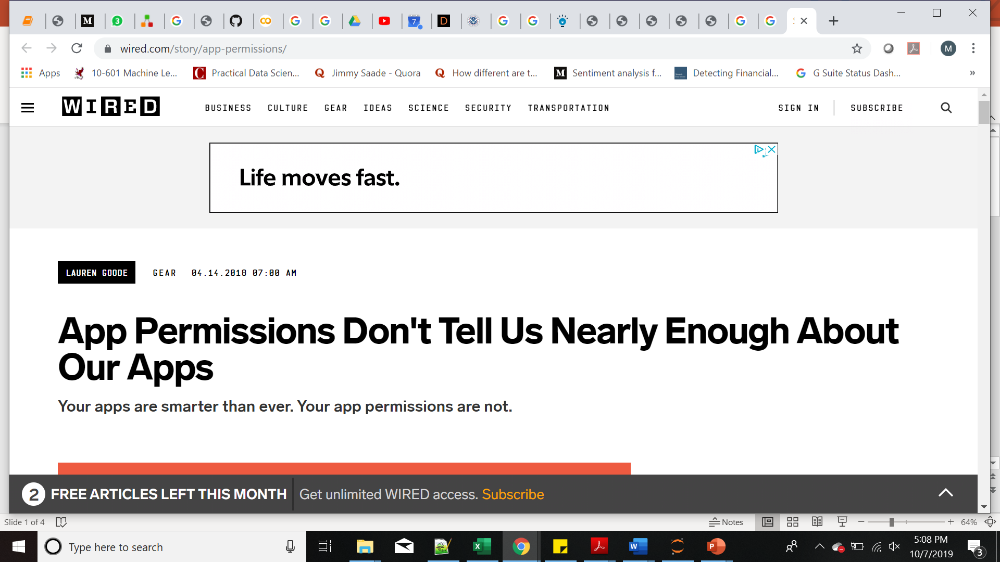 M
3
7
D
wired.com/story/app-permissions/
M
Apps
10-601 Machine Le...
C
Practical Data Scien...
Jimmy Saade - Quora
How different are t...
M
Sentiment analysis f...
Detecting Financial...
G Suite Status Dash...
WIRED
BUSINESS
CULTURE
GEAR
IDEAS
SCIENCE
SECURITY
TRANSPORTATION
SIGN IN
SUBSCRIBE
Life moves fast.
LAUREN GOODE
GEAR
04.14.2018 07:00 AM
App Permissions Don't Tell Us Nearly Enough About
Our Apps
Your apps are smarter than ever. Your app permissions are not.
2 FREE ARTICLES LEFT THIS MONTH
Get unlimited WIRED access. Subscribe
Slide 1 of 4
Notes
64%
Type here to search
5:08 PM
10/7/2019
3